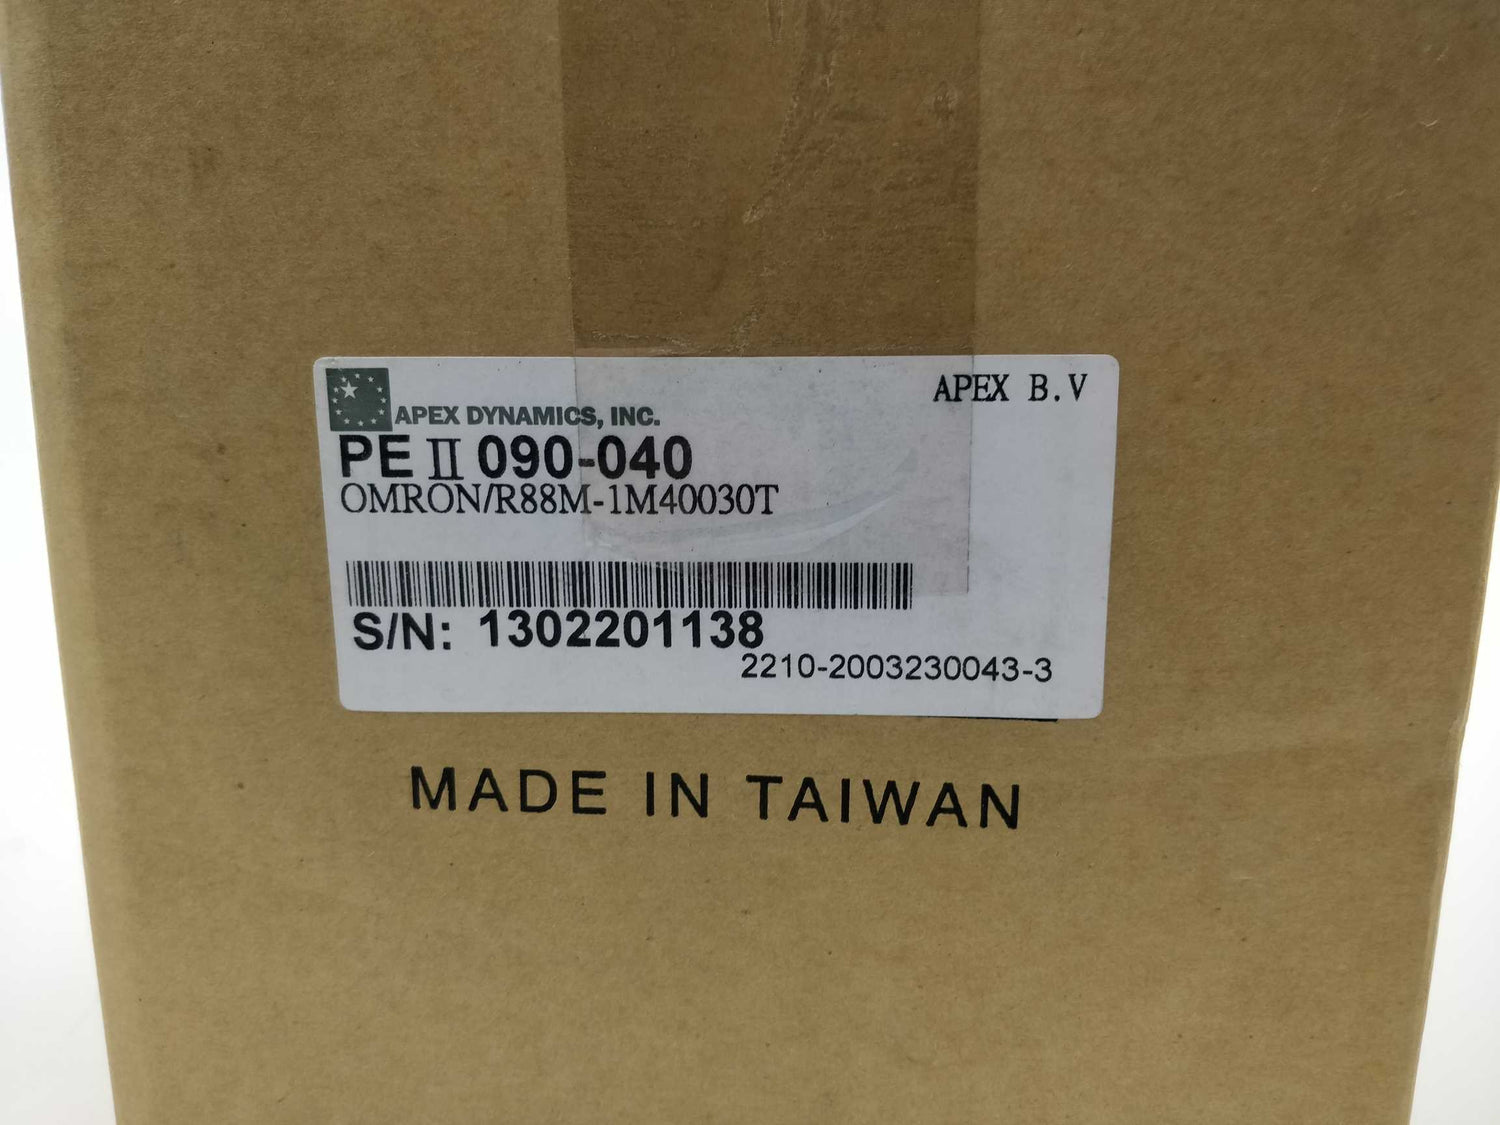 APEX DYNAMICS, INC.
APEX B.V
PE II 090-040
OMRON/R88M-1M40030T
S/N: 1302201138
2210-2003230043-3
MADE IN TAIWAN